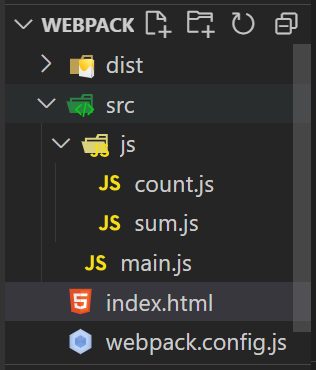 WEBPACK
dist
src
js
JS count.js
JS sum.js
JS main.js
index.html
webpack.config.js